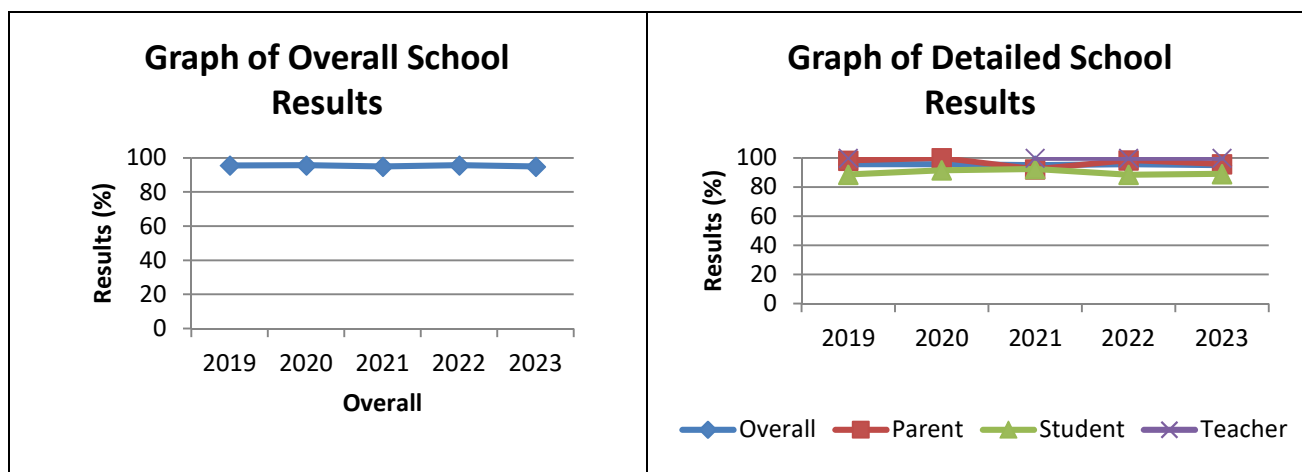 Graph of Overall School
Results
Results (%)
100
80
60
40
20
0
2019 2020 2021 2022 2023
Overall
Graph of Detailed School
Results
Results (%)
100
80
60
40
20
0
2019 2020 2021 2022 2023
Overall Parent Student Teacher